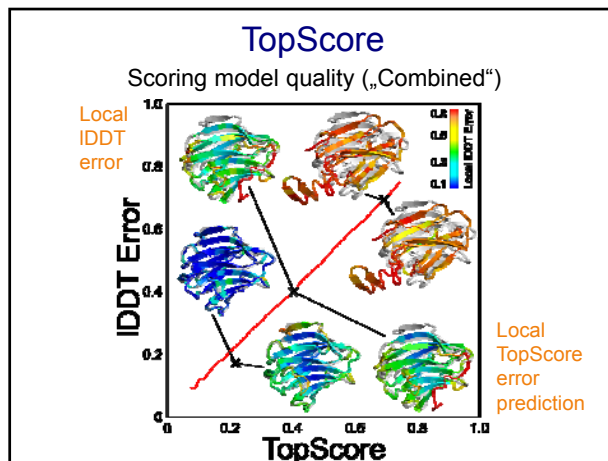 TopScore
Scoring model quality („Combined“)
Local
lDDT
error
1.0
0.8
0.6
0.4
0.2
0
lDDT Error
0.1
Local lDDT Error
Local
TopScore
error
prediction
0 0.2 0.4 0.6 0.8 1.0
TopScore